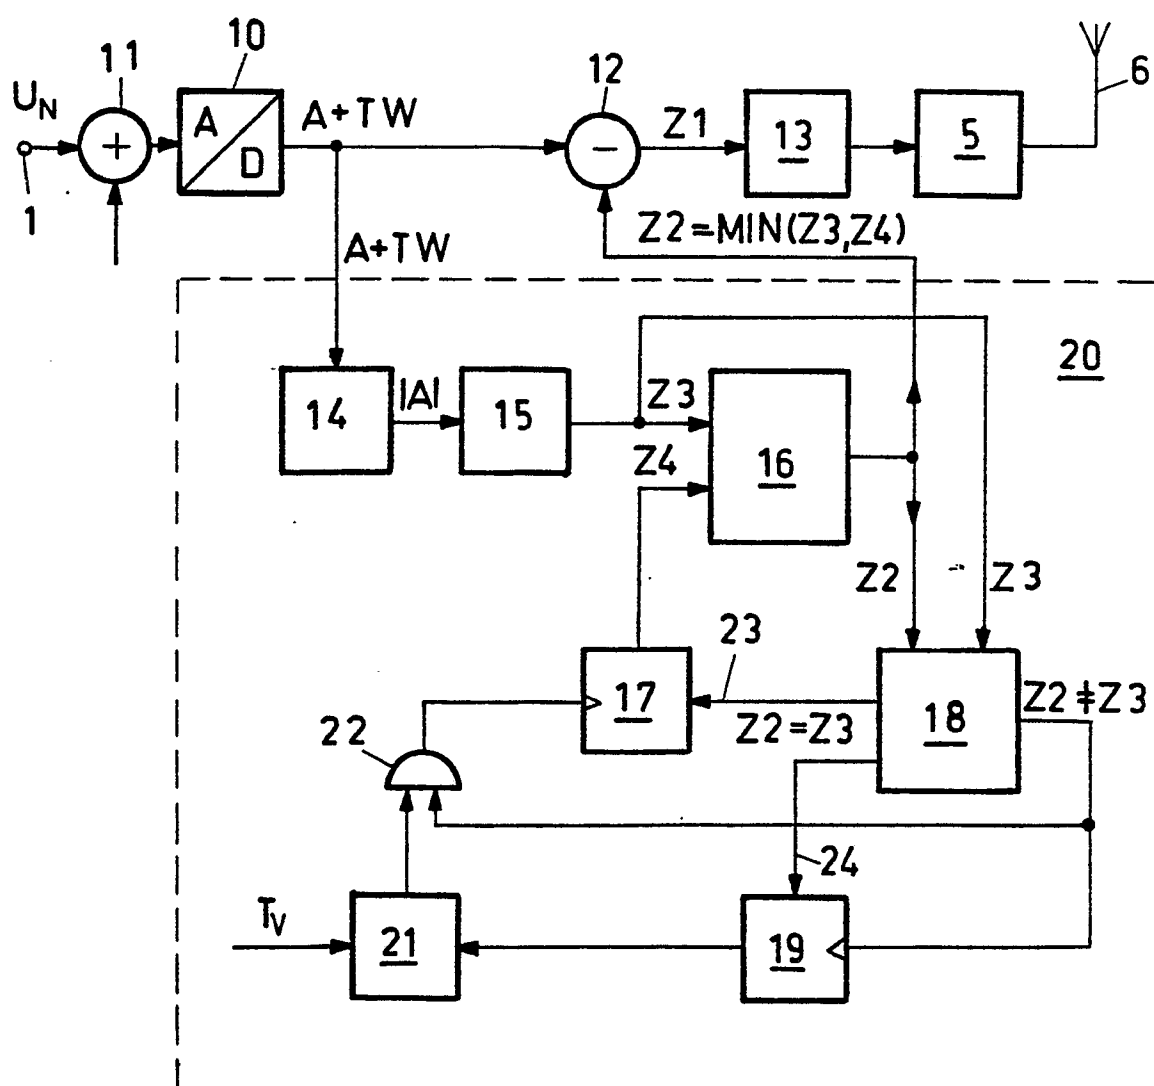 10
11
12
U_N
A
D
A+TW
Z1
13
5
6
+
−
1
Z2=MIN(Z3,Z4)
A+TW
20
14
|A|
15
Z3
Z4
16
Z2
Z3
23
17
Z2=Z3
18
Z2≠Z3
22
24
T_V
21
19